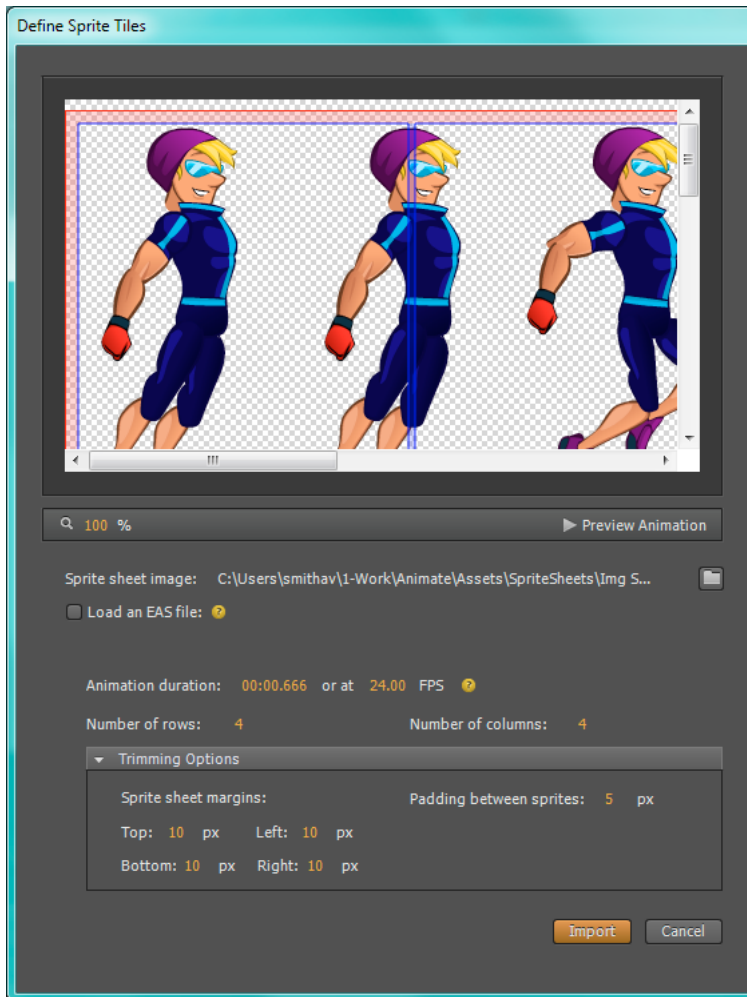 Define Sprite Tiles
100 %
Preview Animation
Sprite sheet image: C:\Users\smithav\1-Work\Animate\Assets\SpriteSheets\Img S...
Load an EAS file: ?
Animation duration: 00:00.666 or at 24.00 FPS ?
Number of rows: 4 Number of columns: 4
Trimming Options
Sprite sheet margins: Padding between sprites: 5 px
Top: 10 px Left: 10 px
Bottom: 10 px Right: 10 px
Import Cancel